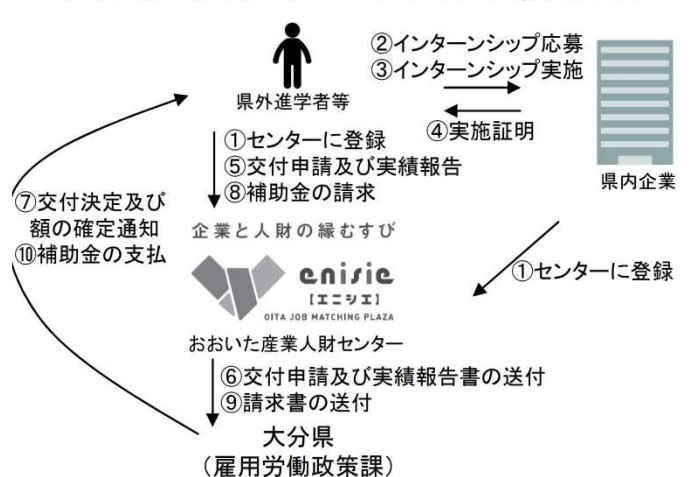 ②インターンシップ応募
③インターンシップ実施
県外進学者等
④実施証明
①センターに登録
⑤交付申請及び実績報告
⑧補助金の請求
県内企業
⑦交付決定及び
額の確定通知
⑩補助金の支払
企業と人財の縁むすび
enisie
【エニシエ】
OITA JOB MATCHING PLAZA
①センターに登録
おおいた産業人財センター
⑥交付申請及び実績報告書の送付
⑨請求書の送付
大分県
（雇用労働政策課）